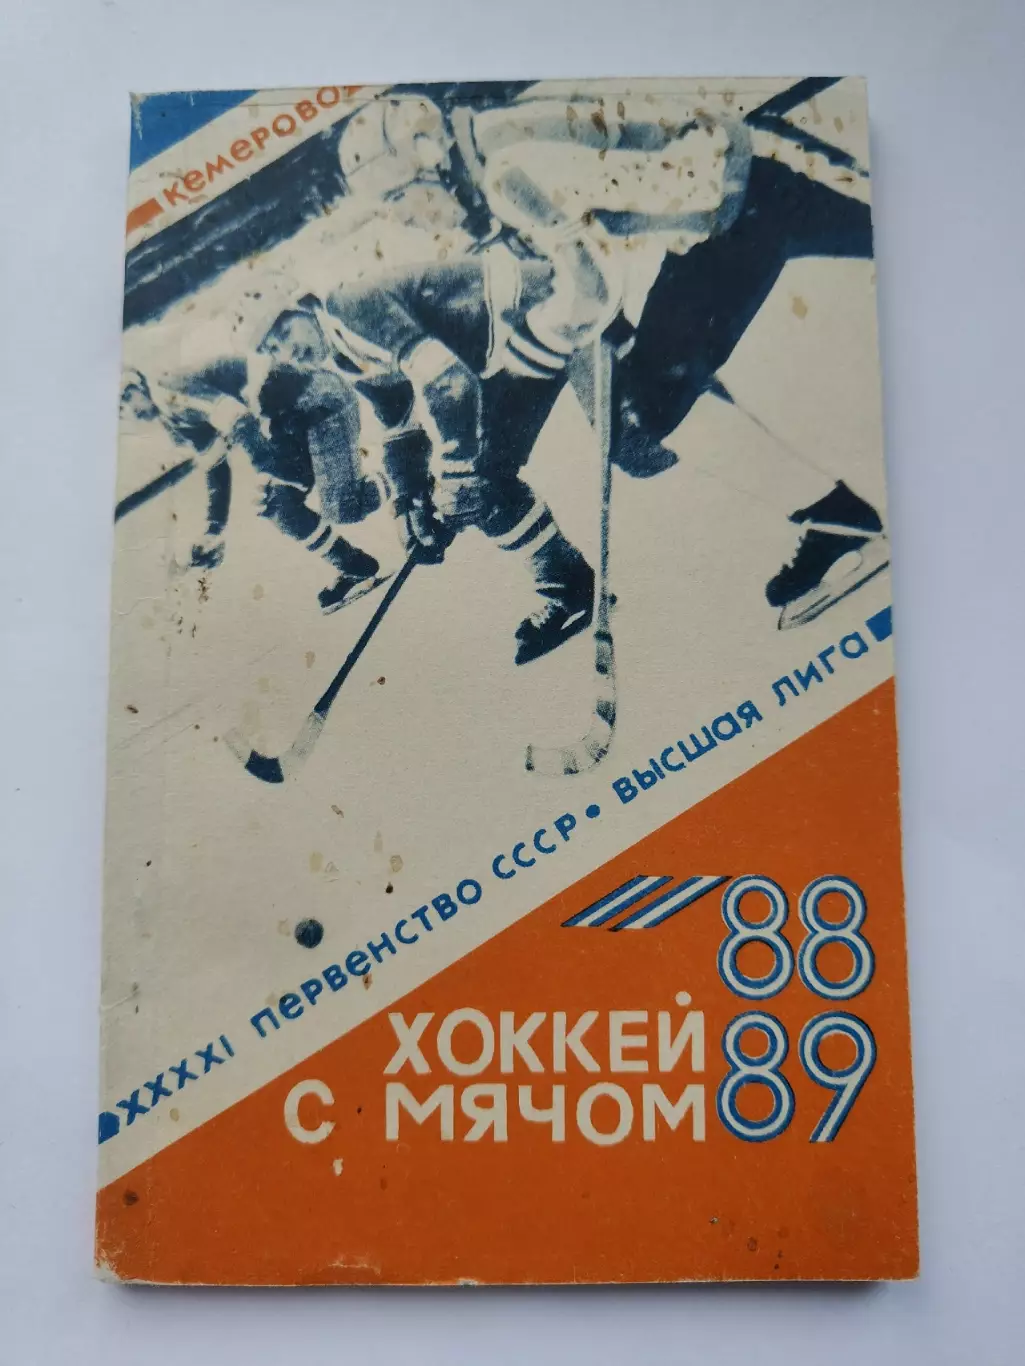 Кемерово
XXXXI первенство СССР • высшая лига
88
ХОККЕЙ
89
С МЯЧОМ